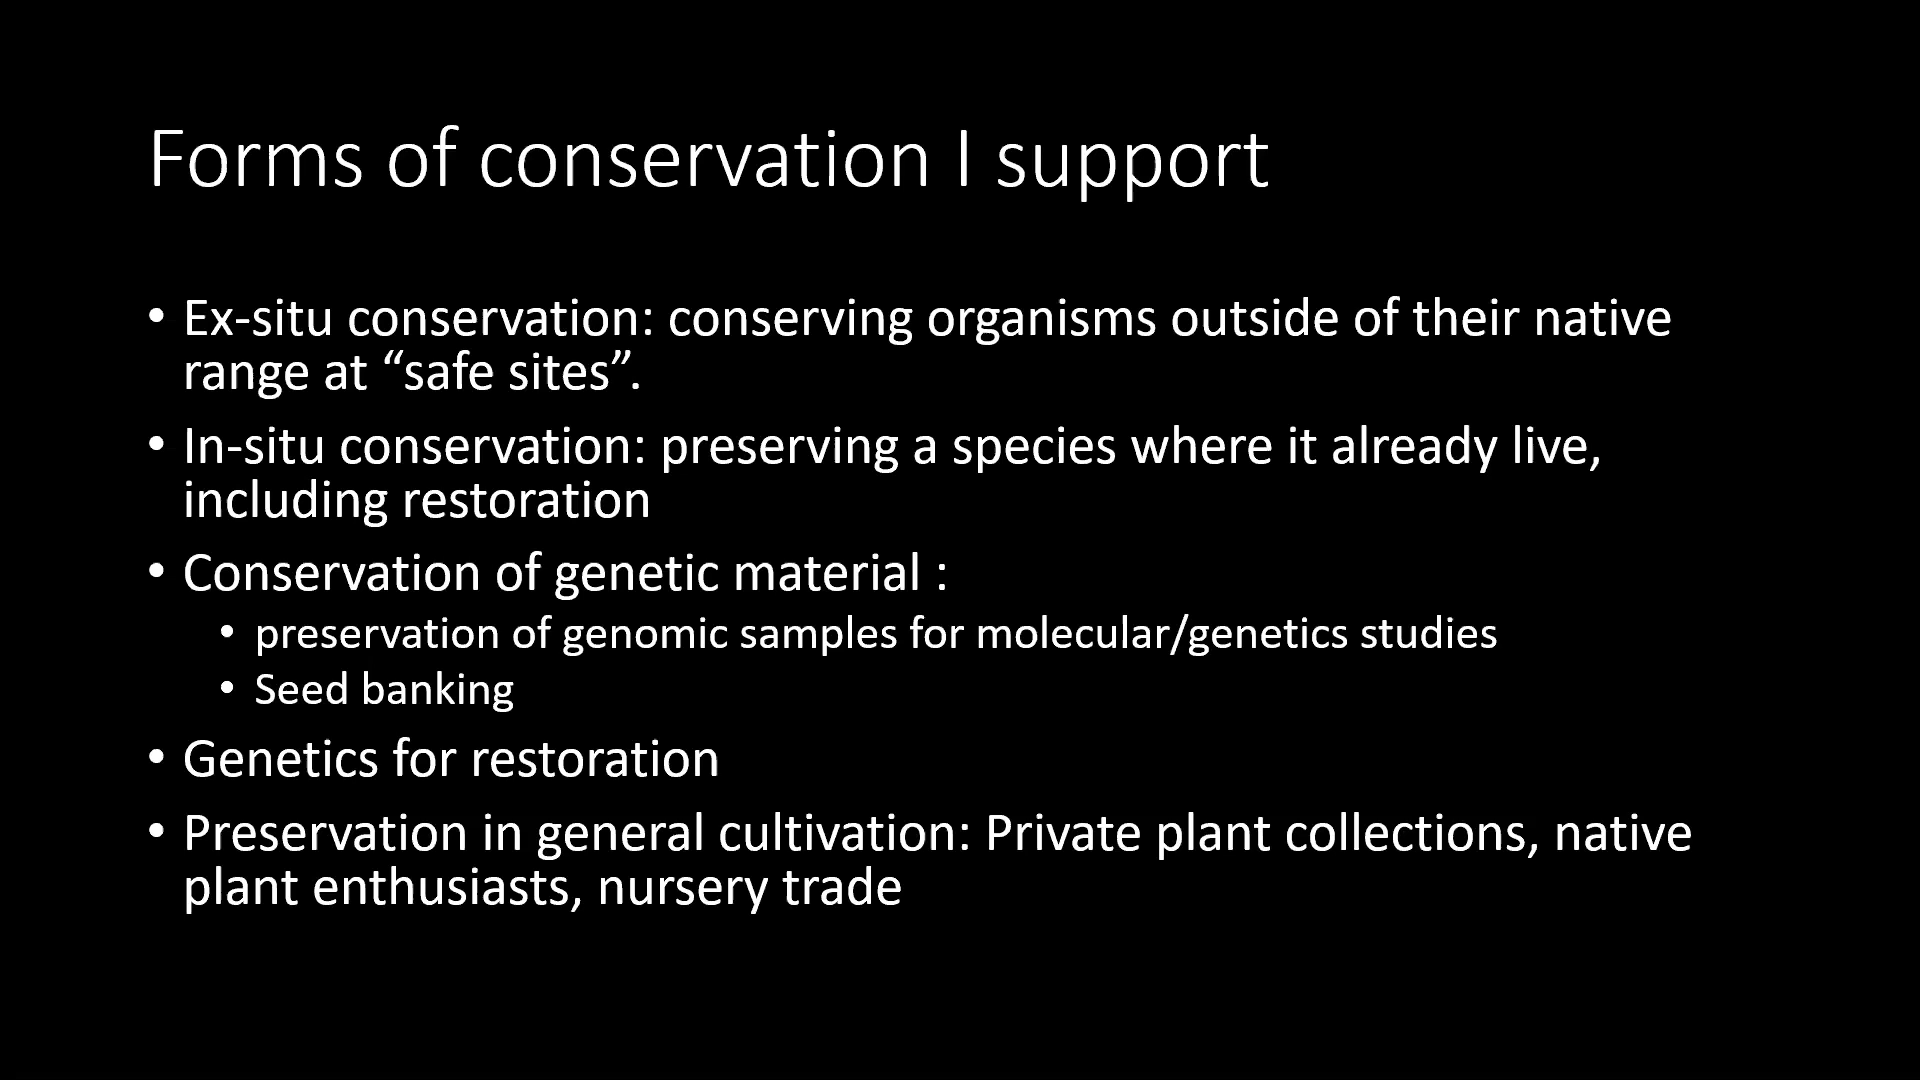 Forms of conservation I support
• Ex-situ conservation: conserving organisms outside of their native
range at “safe sites”.
• In-situ conservation: preserving a species where it already live,
including restoration
• Conservation of genetic material :
• preservation of genomic samples for molecular/genetics studies
• Seed banking
• Genetics for restoration
• Preservation in general cultivation: Private plant collections, native
plant enthusiasts, nursery trade